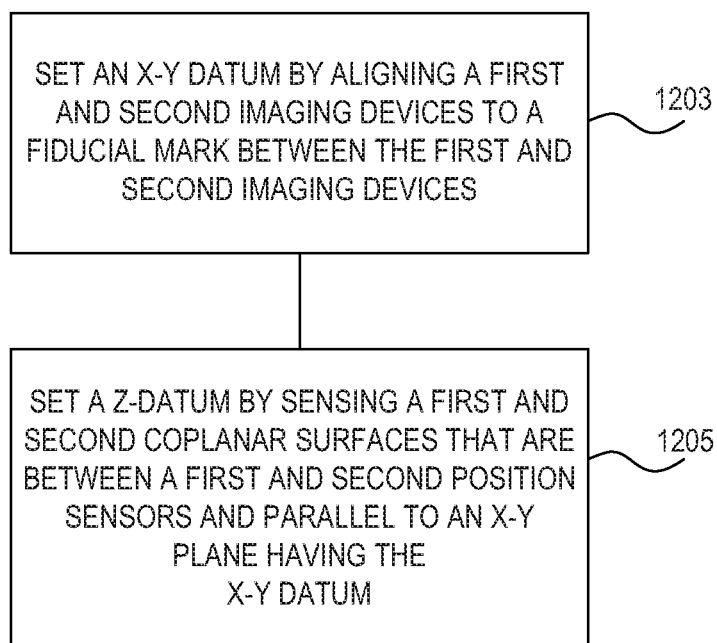 SET AN X-Y DATUM BY ALIGNING A FIRST
AND SECOND IMAGING DEVICES TO A
FIDUCIAL MARK BETWEEN THE FIRST AND
SECOND IMAGING DEVICES
1203
SET A Z-DATUM BY SENSING A FIRST AND
SECOND COPLANAR SURFACES THAT ARE
BETWEEN A FIRST AND SECOND POSITION
SENSORS AND PARALLEL TO AN X-Y
PLANE HAVING THE
X-Y DATUM
1205